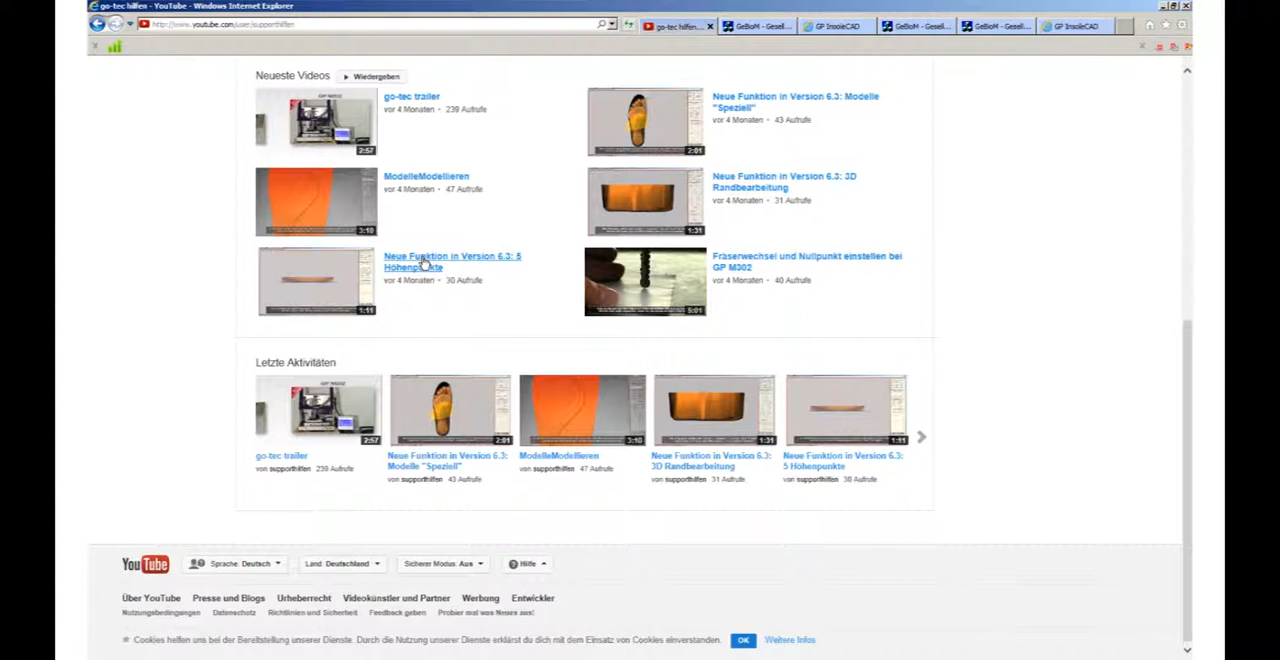 go-tec hilfen - YouTube - Windows Internet Explorer
http://www.youtube.com/user/supporthilfen
go-tec hilfen...
GeBioM - Gesell...
GP InsoleCAD
GeBioM - Gesell...
GeBioM - Gesell...
GP InsoleCAD
Neueste Videos
Wiedergeben
go-tec trailer
vor 4 Monaten • 239 Aufrufe
2:57
Neue Funktion in Version 6.3: Modelle
"Speziell"
vor 4 Monaten • 43 Aufrufe
2:01
ModelleModellieren
vor 4 Monaten • 47 Aufrufe
3:10
Neue Funktion in Version 6.3: 3D
Randbearbeitung
vor 4 Monaten • 31 Aufrufe
1:31
Neue Funktion in Version 6.3: 5
Höhenpunkte
vor 4 Monaten • 30 Aufrufe
1:11
Fräserwechsel und Nullpunkt einstellen bei
GP M302
vor 4 Monaten • 40 Aufrufe
5:01
Letzte Aktivitäten
2:57
2:01
3:10
1:31
1:11
go-tec trailer
von supporthilfen 239 Aufrufe
Neue Funktion in Version 6.3:
Modelle "Speziell"
von supporthilfen 43 Aufrufe
ModelleModellieren
von supporthilfen 47 Aufrufe
Neue Funktion in Version 6.3:
3D Randbearbeitung
von supporthilfen 31 Aufrufe
Neue Funktion in Version 6.3:
5 Höhenpunkte
von supporthilfen 30 Aufrufe
YouTube
Sprache: Deutsch
Land: Deutschland
Sicherer Modus: Aus
Hilfe
Über YouTube Presse und Blogs Urheberrecht Videokünstler und Partner Werbung Entwickler
Nutzungsbedingungen Datenschutz Richtlinien und Sicherheit Feedback geben Probier mal was Neues aus!
Cookies helfen uns bei der Bereitstellung unserer Dienste. Durch die Nutzung unserer Dienste erklärst du dich mit dem Einsatz von Cookies einverstanden. OK Weitere Infos